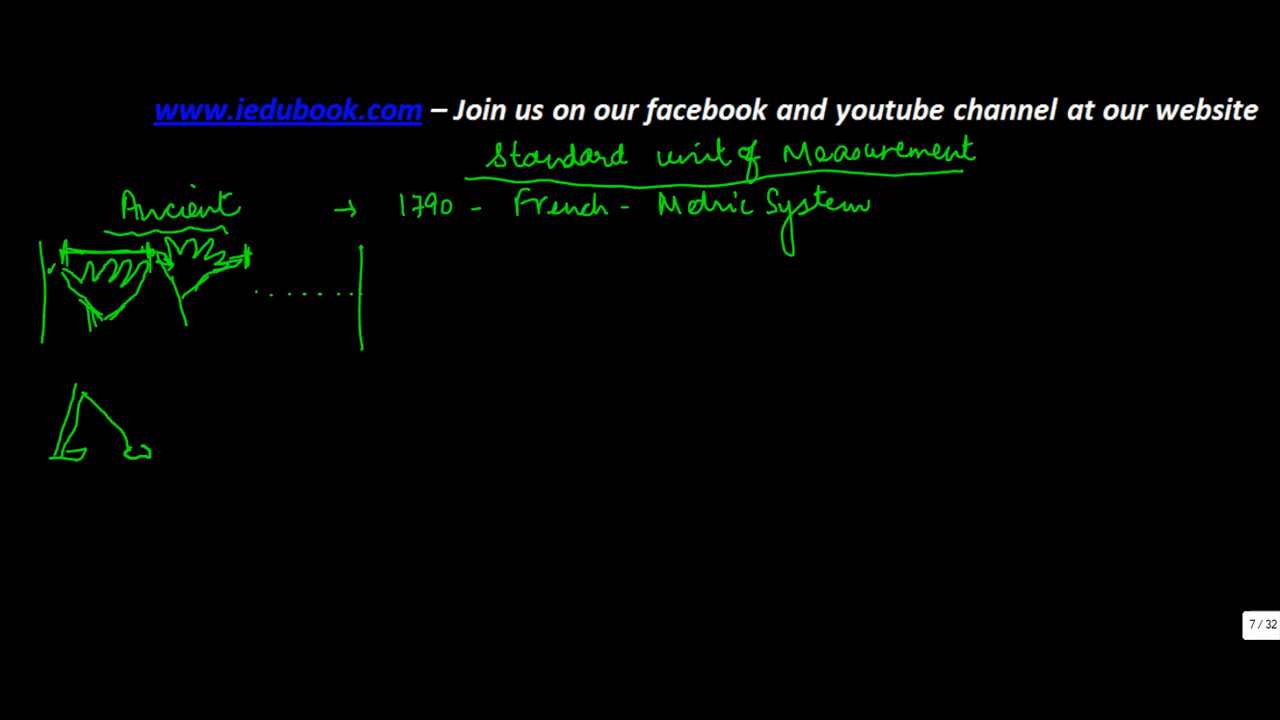 www.iedubook.com – Join us on our facebook and youtube channel at our website
Standard unit of Measurement
Ancient → 1790 - French - Metric System
7 / 32